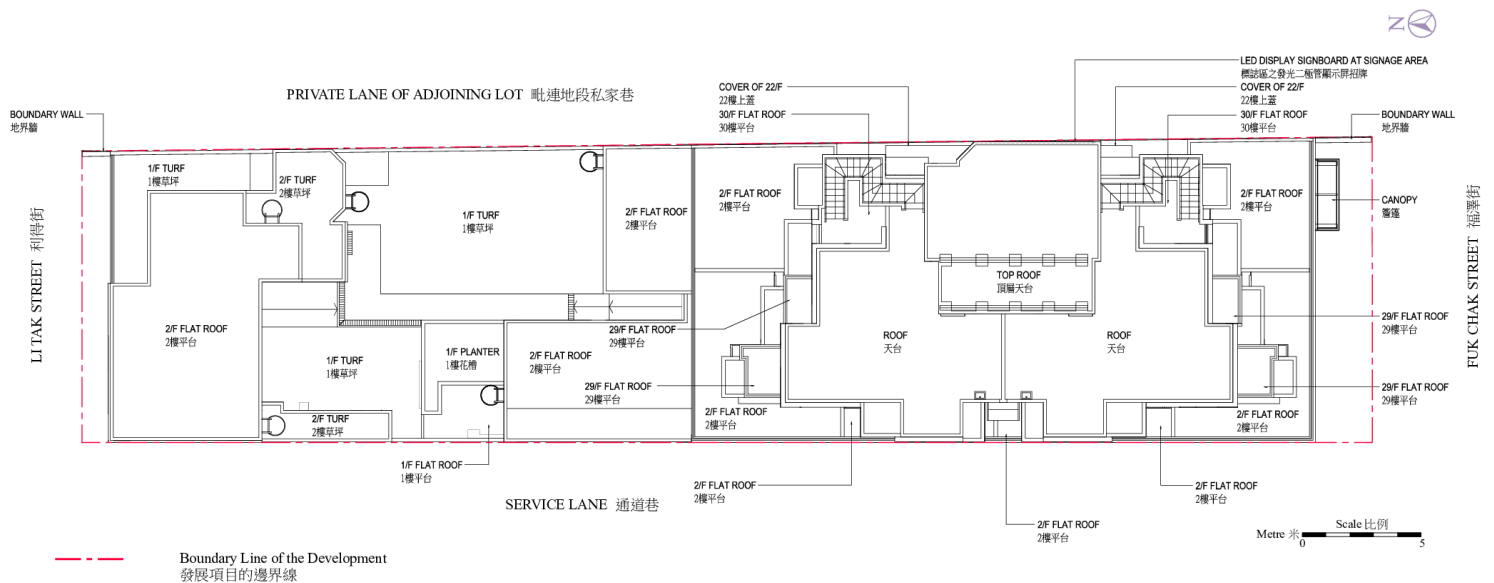 N
LED DISPLAY SIGNBOARD AT SIGNAGE AREA
標誌區之發光二極管顯示屏招牌
PRIVATE LANE OF ADJOINING LOT 毗連地段私家巷
COVER OF 22/F
22樓上蓋
COVER OF 22/F
22樓上蓋
BOUNDARY WALL
地界牆
30/F FLAT ROOF
30樓平台
30/F FLAT ROOF
30樓平台
BOUNDARY WALL
地界牆
1/F TURF
1樓草坪
2/F TURF
2樓草坪
1/F TURF
1樓草坪
2/F FLAT ROOF
2樓平台
2/F FLAT ROOF
2樓平台
2/F FLAT ROOF
2樓平台
CANOPY
簷篷
LI TAK STREET 利得街
FUK CHAK STREET 福澤街
TOP ROOF
頂層天台
2/F FLAT ROOF
2樓平台
29/F FLAT ROOF
29樓平台
ROOF
天台
ROOF
天台
29/F FLAT ROOF
29樓平台
1/F TURF
1樓草坪
1/F PLANTER
1樓花槽
2/F FLAT ROOF
2樓平台
29/F FLAT ROOF
29樓平台
29/F FLAT ROOF
29樓平台
2/F TURF
2樓草坪
2/F FLAT ROOF
2樓平台
2/F FLAT ROOF
2樓平台
1/F FLAT ROOF
1樓平台
2/F FLAT ROOF
2樓平台
2/F FLAT ROOF
2樓平台
SERVICE LANE 通道巷
2/F FLAT ROOF
2樓平台
Scale 比例
Metre 米
0
5
Boundary Line of the Development
發展項目的邊界線